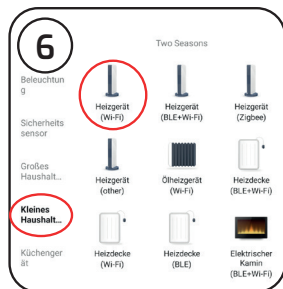 6
Two Seasons
Beleuchtun
g
Sicherheits
sensor
Großes
Haushalt...
Kleines
Haushalt...
Küchenger
ät
Heizgerät
(Wi-Fi)
Heizgerät
(BLE+Wi-Fi)
Heizgerät
(Zigbee)
Heizgerät
(other)
Ölheizgerät
(Wi-Fi)
Heizdecke
(BLE+Wi-Fi)
Heizdecke
(Wi-Fi)
Heizdecke
(BLE)
Elektrischer
Kamin
(BLE+Wi-Fi)